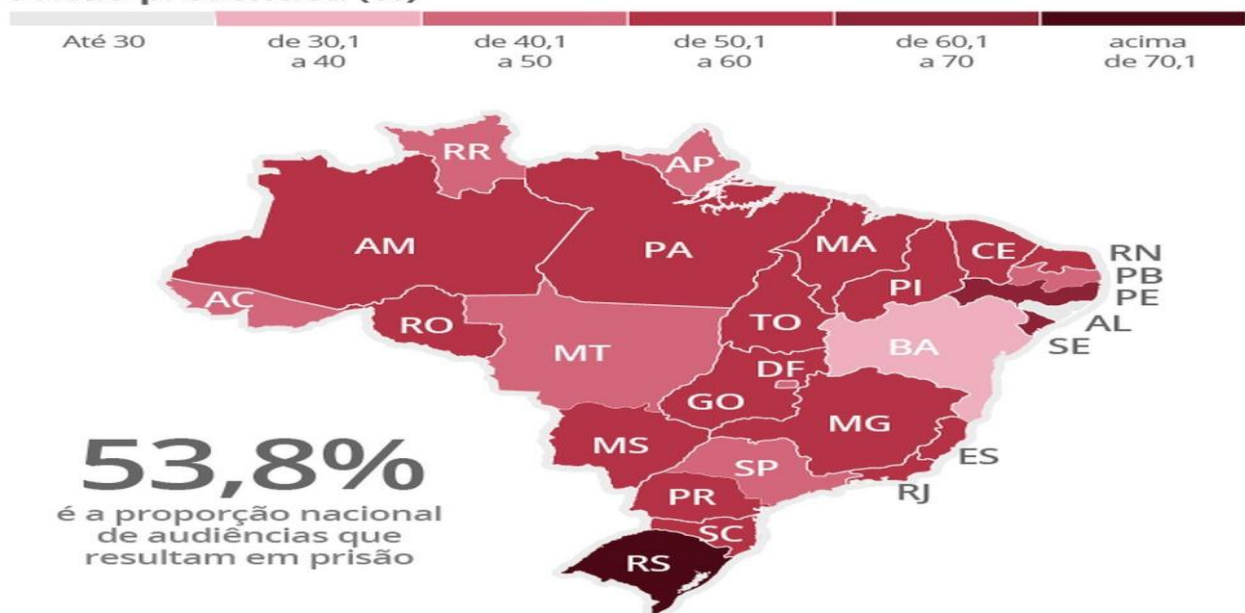 Até 30
de 30,1
a 40
de 40,1
a 50
de 50,1
a 60
de 60,1
a 70
acima
de 70,1
RR
AP
AM
PA
MA
CE
RN
PB
PE
AL
SE
PI
AC
RO
TO
BA
MT
DF
GO
MG
MS
ES
SP
RJ
PR
SC
RS
53,8%
é a proporção nacional
de audiências que
resultam em prisão